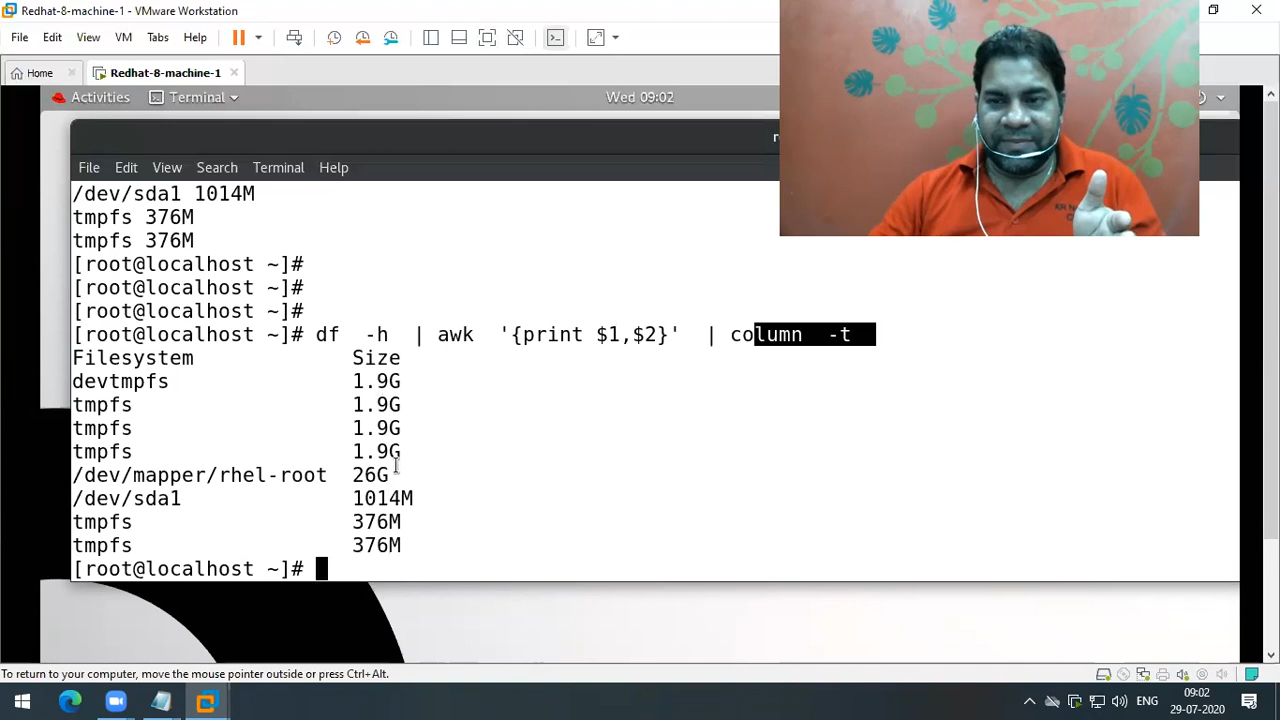 Redhat-8-machine-1 - VMware Workstation
File Edit View VM Tabs Help
Home Redhat-8-machine-1
Activities Terminal Wed 09:02
File Edit View Search Terminal Help
/dev/sda1 1014M
tmpfs 376M
tmpfs 376M
[root@localhost ~]#
[root@localhost ~]#
[root@localhost ~]#
[root@localhost ~]# df -h | awk '{print $1,$2}' | column -t
Filesystem Size
devtmpfs 1.9G
tmpfs 1.9G
tmpfs 1.9G
tmpfs 1.9G
/dev/mapper/rhel-root 26G
/dev/sda1 1014M
tmpfs 376M
tmpfs 376M
[root@localhost ~]#
To return to your computer, move the mouse pointer outside or press Ctrl+Alt.
ENG
09:02
29-07-2020